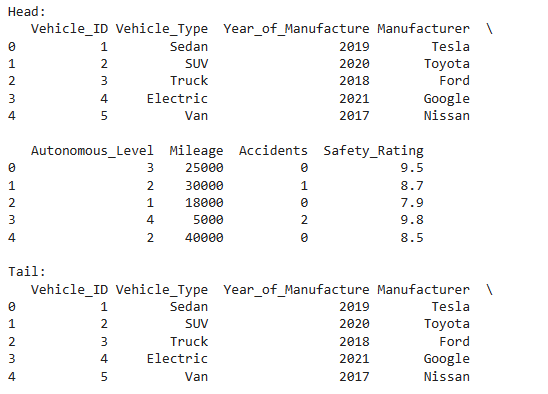 Head:
   Vehicle_ID Vehicle_Type  Year_of_Manufacture Manufacturer  \
0           1        Sedan                 2019        Tesla
1           2          SUV                 2020       Toyota
2           3        Truck                 2018         Ford
3           4     Electric                 2021       Google
4           5          Van                 2017       Nissan
   Autonomous_Level  Mileage  Accidents  Safety_Rating
0                 3    25000          0            9.5
1                 2    30000          1            8.7
2                 1    18000          0            7.9
3                 4     5000          2            9.8
4                 2    40000          0            8.5
Tail:
   Vehicle_ID Vehicle_Type  Year_of_Manufacture Manufacturer  \
0           1        Sedan                 2019        Tesla
1           2          SUV                 2020       Toyota
2           3        Truck                 2018         Ford
3           4     Electric                 2021       Google
4           5          Van                 2017       Nissan